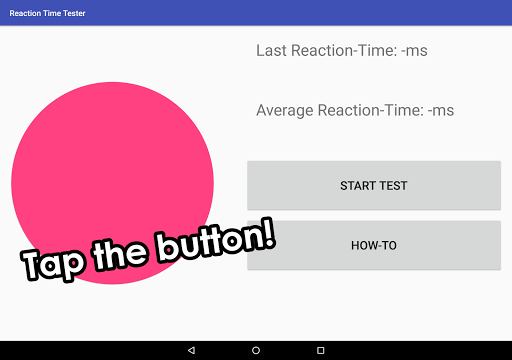 Reaction Time Tester
Last Reaction-Time: -ms
Average Reaction-Time: -ms
START TEST
HOW-TO
Tap the button!